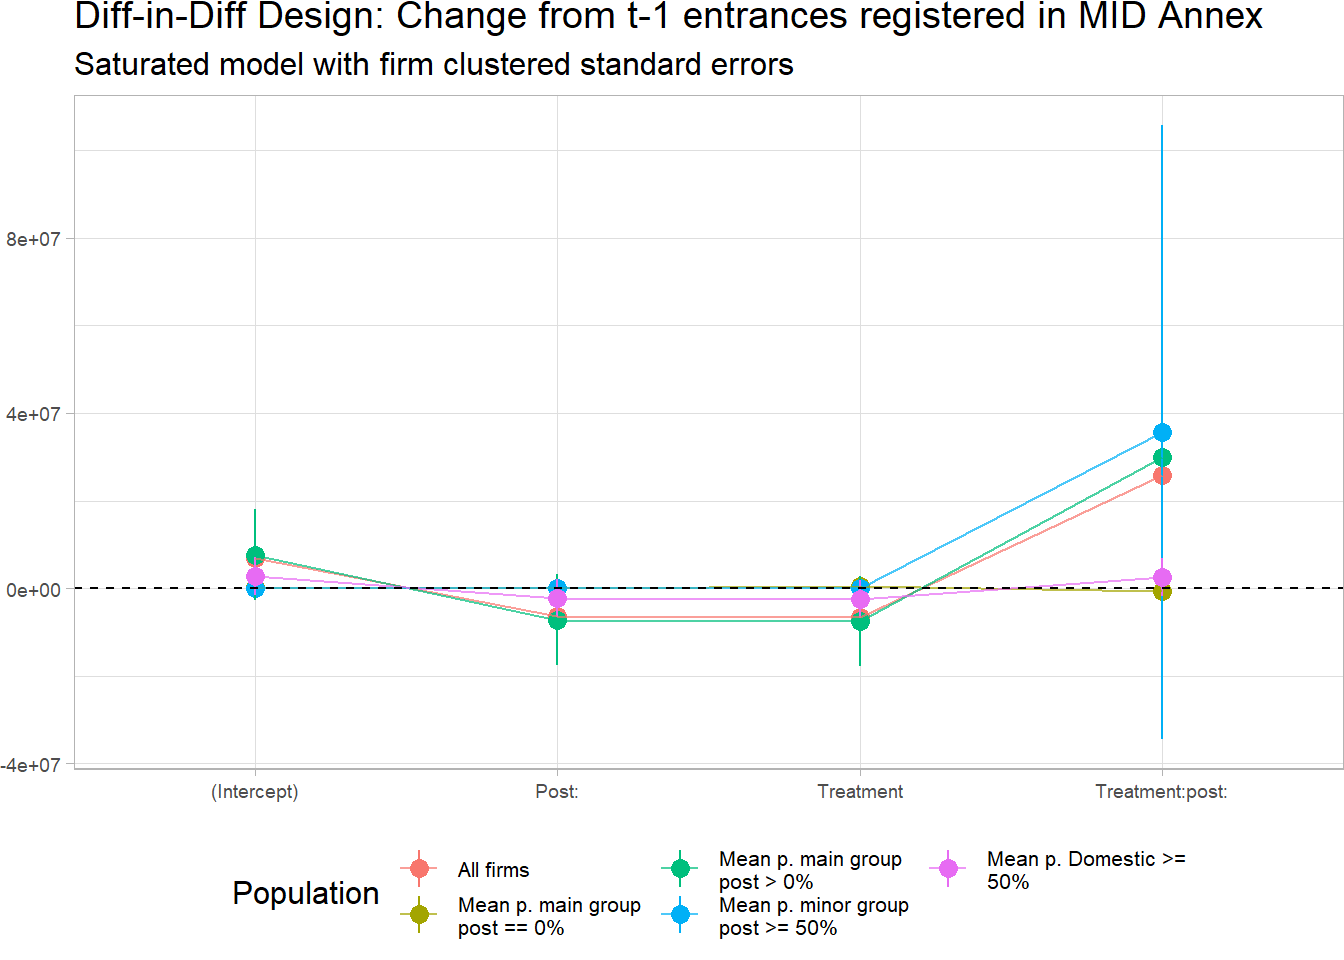 Diff-in-Diff Design: Change from t-1 entrances registered in MID Annex
Saturated model with firm clustered standard errors
8e+07
4e+07
0e+00
-4e+07
(Intercept)
Post:
Treatment
Treatment:post:
Population
All firms
Mean p. main group
post == 0%
Mean p. main group
post > 0%
Mean p. minor group
post >= 50%
Mean p. Domestic >=
50%